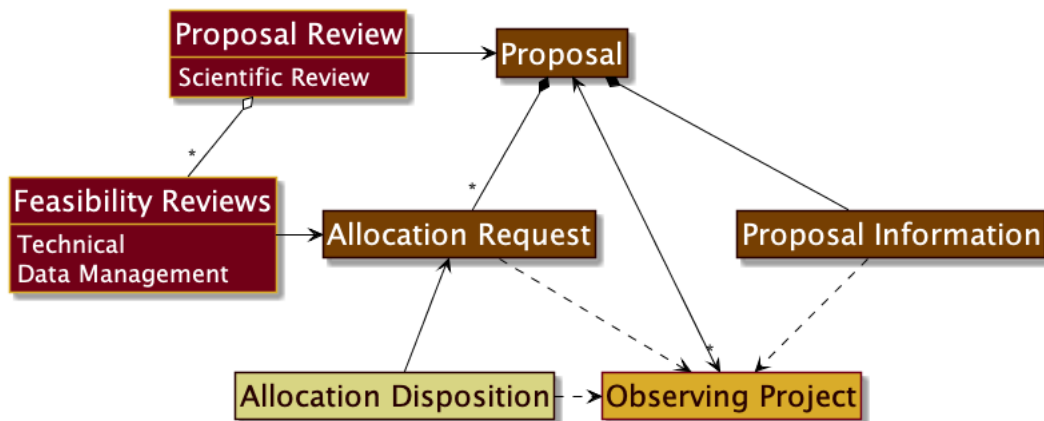 Proposal Review
Scientific Review
Proposal
*
Feasibility Reviews
Technical
Data Management
*
Allocation Request
Proposal Information
*
Allocation Disposition
Observing Project